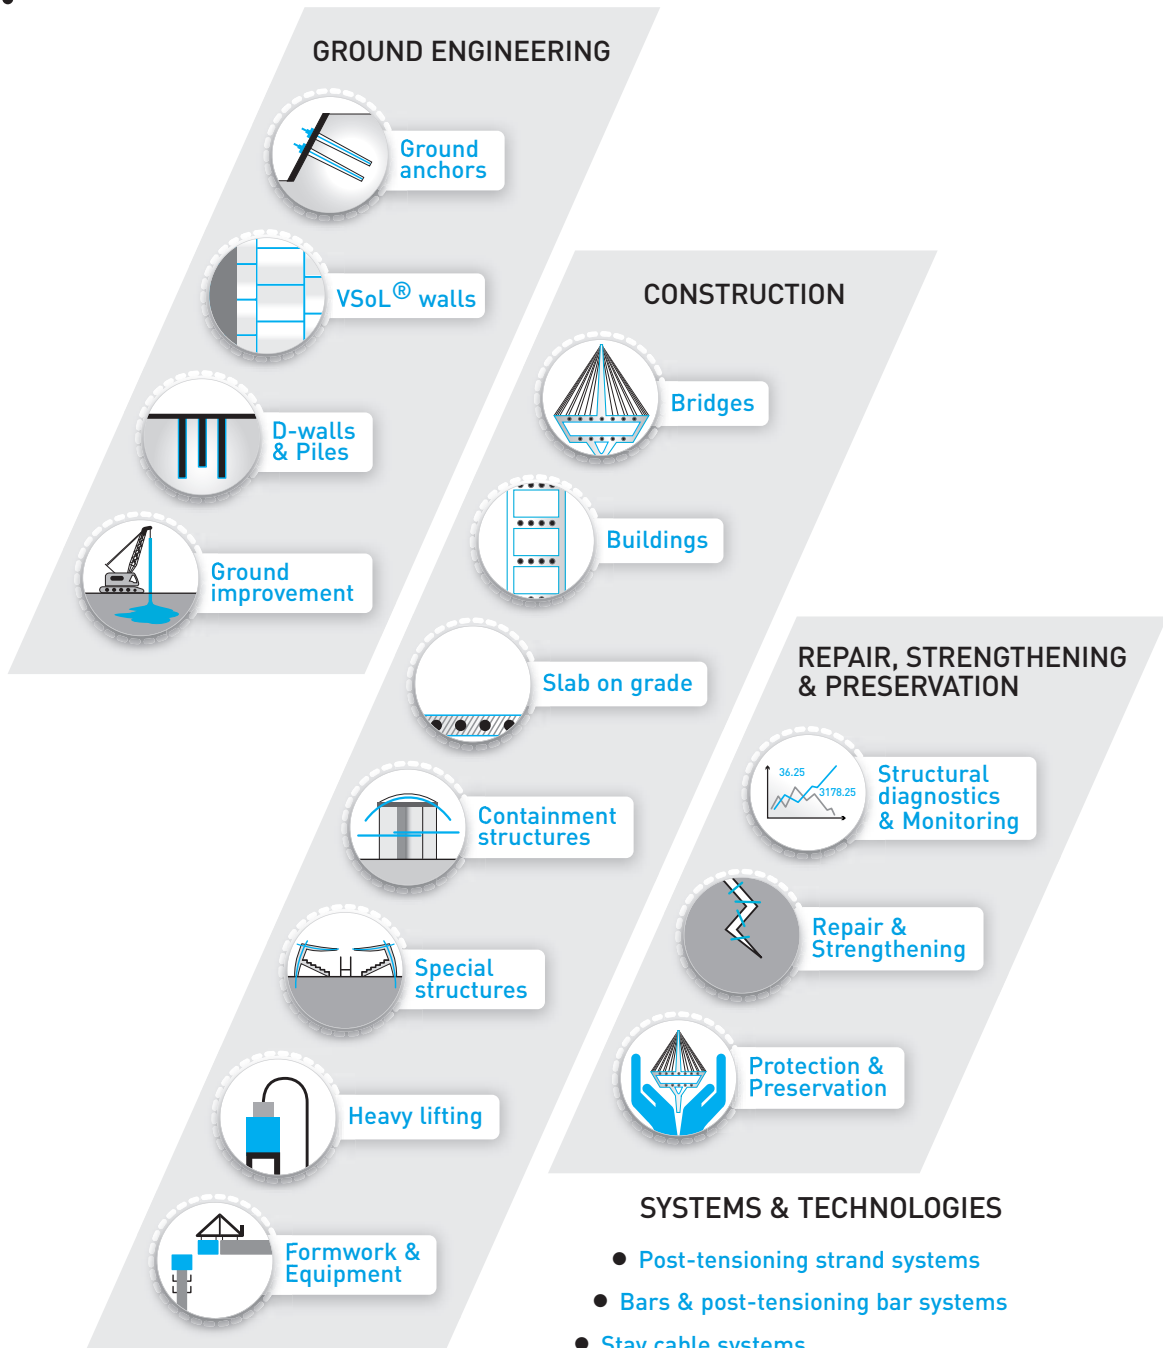 GROUND ENGINEERING
Ground
anchors
VSoL® walls
D-walls
& Piles
Ground
improvement
CONSTRUCTION
Bridges
Buildings
Slab on grade
Containment
structures
Special
structures
Heavy lifting
Formwork &
Equipment
REPAIR, STRENGTHENING
& PRESERVATION
36.25
3178.25
Structural
diagnostics
& Monitoring
Repair &
Strengthening
Protection &
Preservation
SYSTEMS & TECHNOLOGIES
● Post-tensioning strand systems
● Bars & post-tensioning bar systems
● Stay cable systems